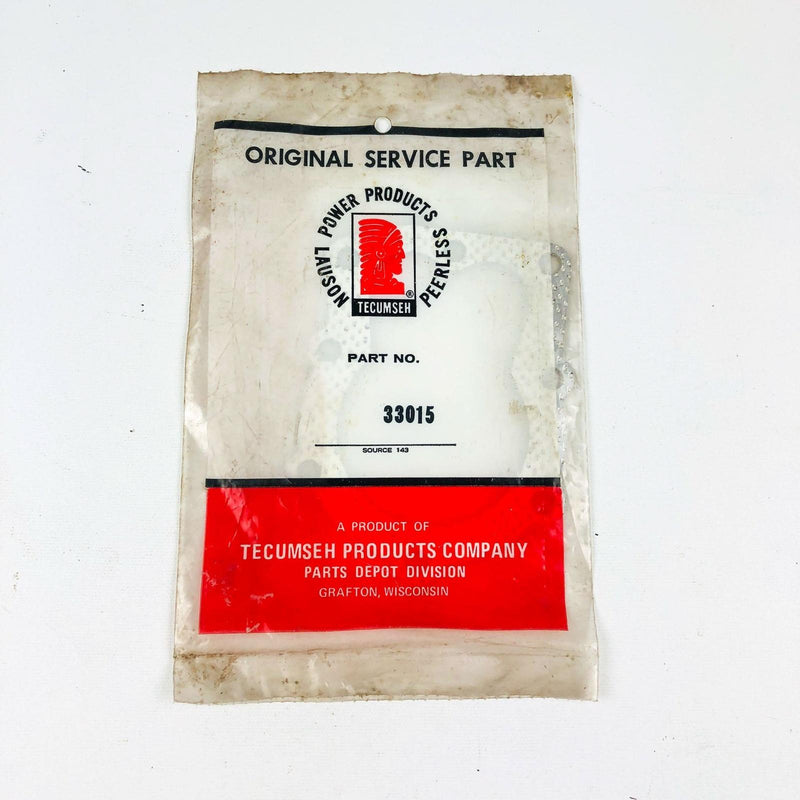 ORIGINAL SERVICE PART
LAUSON POWER PRODUCTS PEERLESS
®
TECUMSEH
PART NO.
33015
SOURCE 143
A PRODUCT OF
TECUMSEH PRODUCTS COMPANY
PARTS DEPOT DIVISION
GRAFTON, WISCONSIN